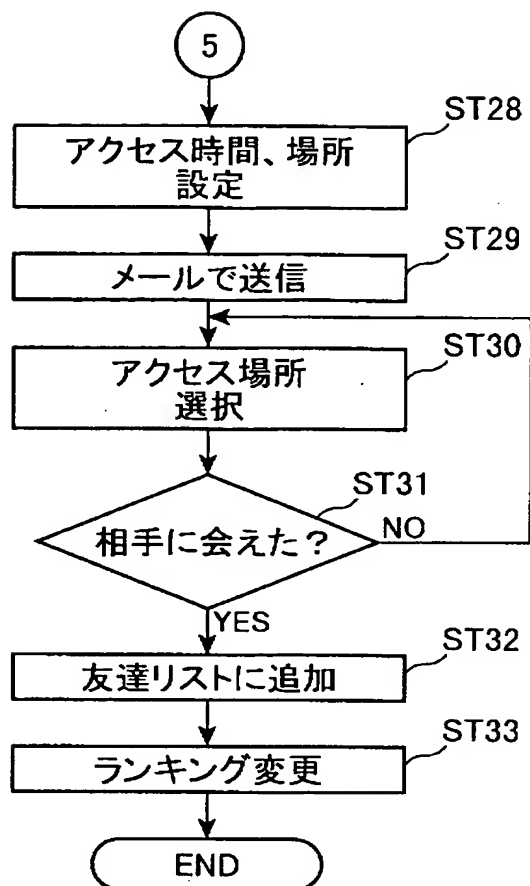 5
ST28
アクセス時間、場所
設定
ST29
メールで送信
ST30
アクセス場所
選択
ST31
相手に会えた?
NO
YES
ST32
友達リストに追加
ST33
ランキング変更
END